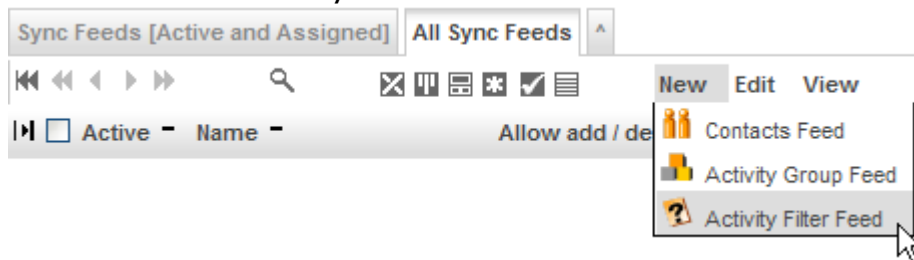 Sync Feeds [Active and Assigned] All Sync Feeds ^
New Edit View
Active Name Allow add / de
Contacts Feed
Activity Group Feed
Activity Filter Feed